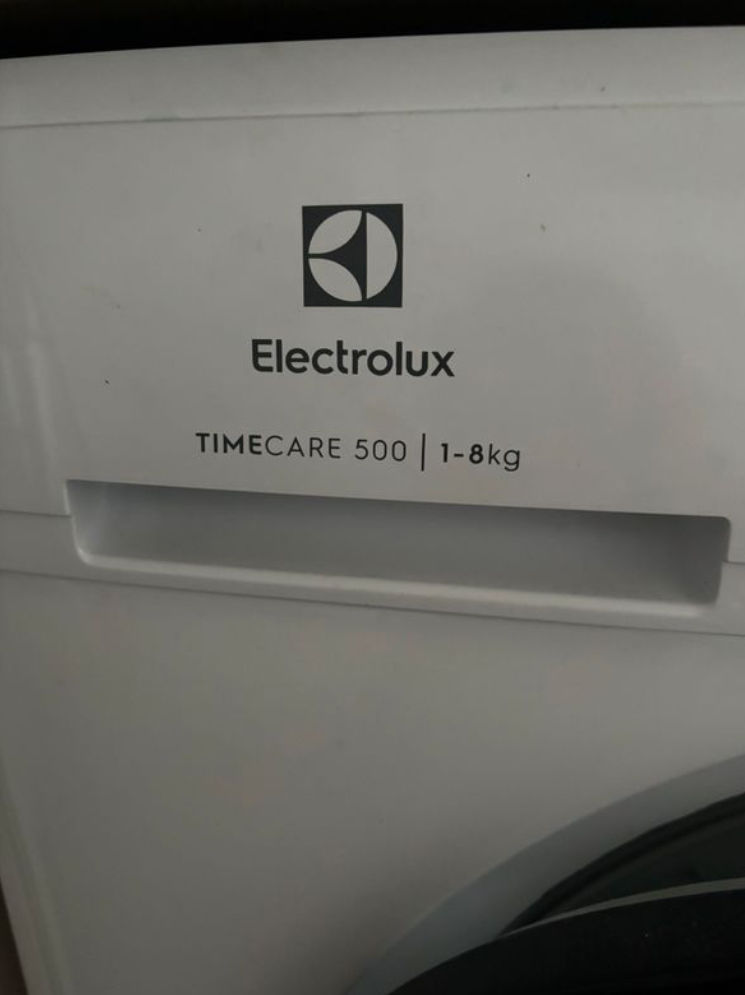 Electrolux
TIMECARE 500 | 1-8kg